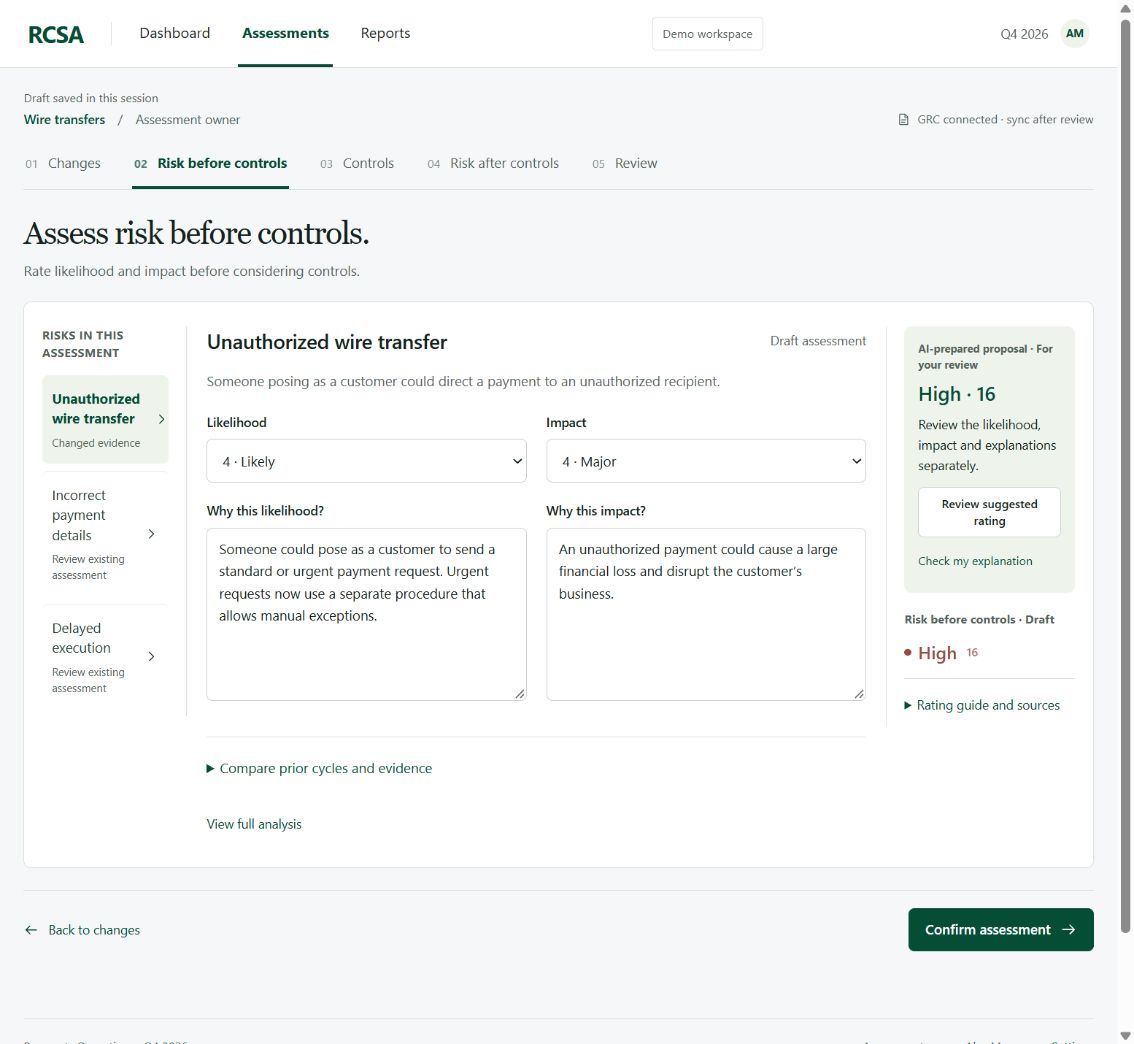 RCSA
Dashboard
Assessments
Reports
Demo workspace
Q4 2026
AM
Draft saved in this session
Wire transfers / Assessment owner
GRC connected · sync after review
01 Changes
02 Risk before controls
03 Controls
04 Risk after controls
05 Review
Assess risk before controls.
Rate likelihood and impact before considering controls.
RISKS IN THIS
ASSESSMENT
Unauthorized
wire transfer
Changed evidence
Incorrect
payment
details
Review existing
assessment
Delayed
execution
Review existing
assessment
Unauthorized wire transfer
Draft assessment
Someone posing as a customer could direct a payment to an unauthorized recipient.
Likelihood
4 · Likely
Impact
4 · Major
Why this likelihood?
Someone could pose as a customer to send a
standard or urgent payment request. Urgent
requests now use a separate procedure that
allows manual exceptions.
Why this impact?
An unauthorized payment could cause a large
financial loss and disrupt the customer's
business.
Compare prior cycles and evidence
View full analysis
AI-prepared proposal · For
your review
High · 16
Review the likelihood,
impact and explanations
separately.
Review suggested
rating
Check my explanation
Risk before controls · Draft
High 16
Rating guide and sources
Back to changes
Confirm assessment